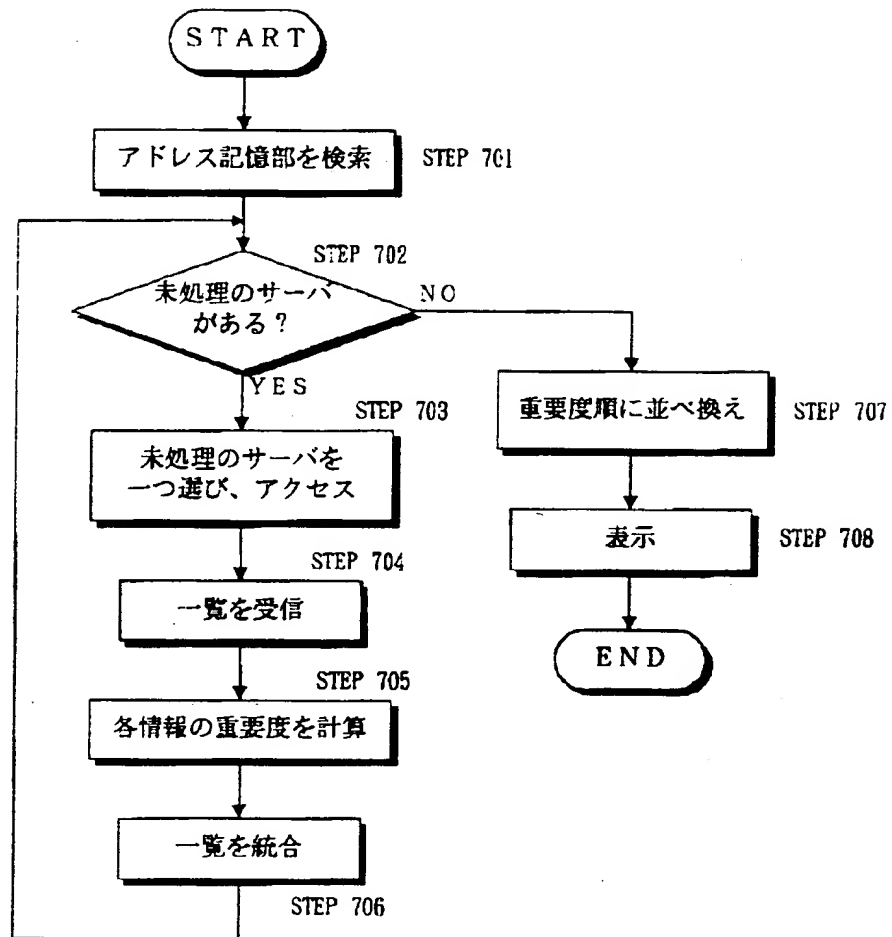 START
アドレス記憶部を検索
STEP 701
STEP 702
未処理のサーバ
がある?
NO
YES
STEP 703
未処理のサーバを
一つ選び、アクセス
STEP 704
一覧を受信
STEP 705
各情報の重要度を計算
一覧を統合
STEP 706
重要度順に並べ換え
STEP 707
表示
STEP 708
END